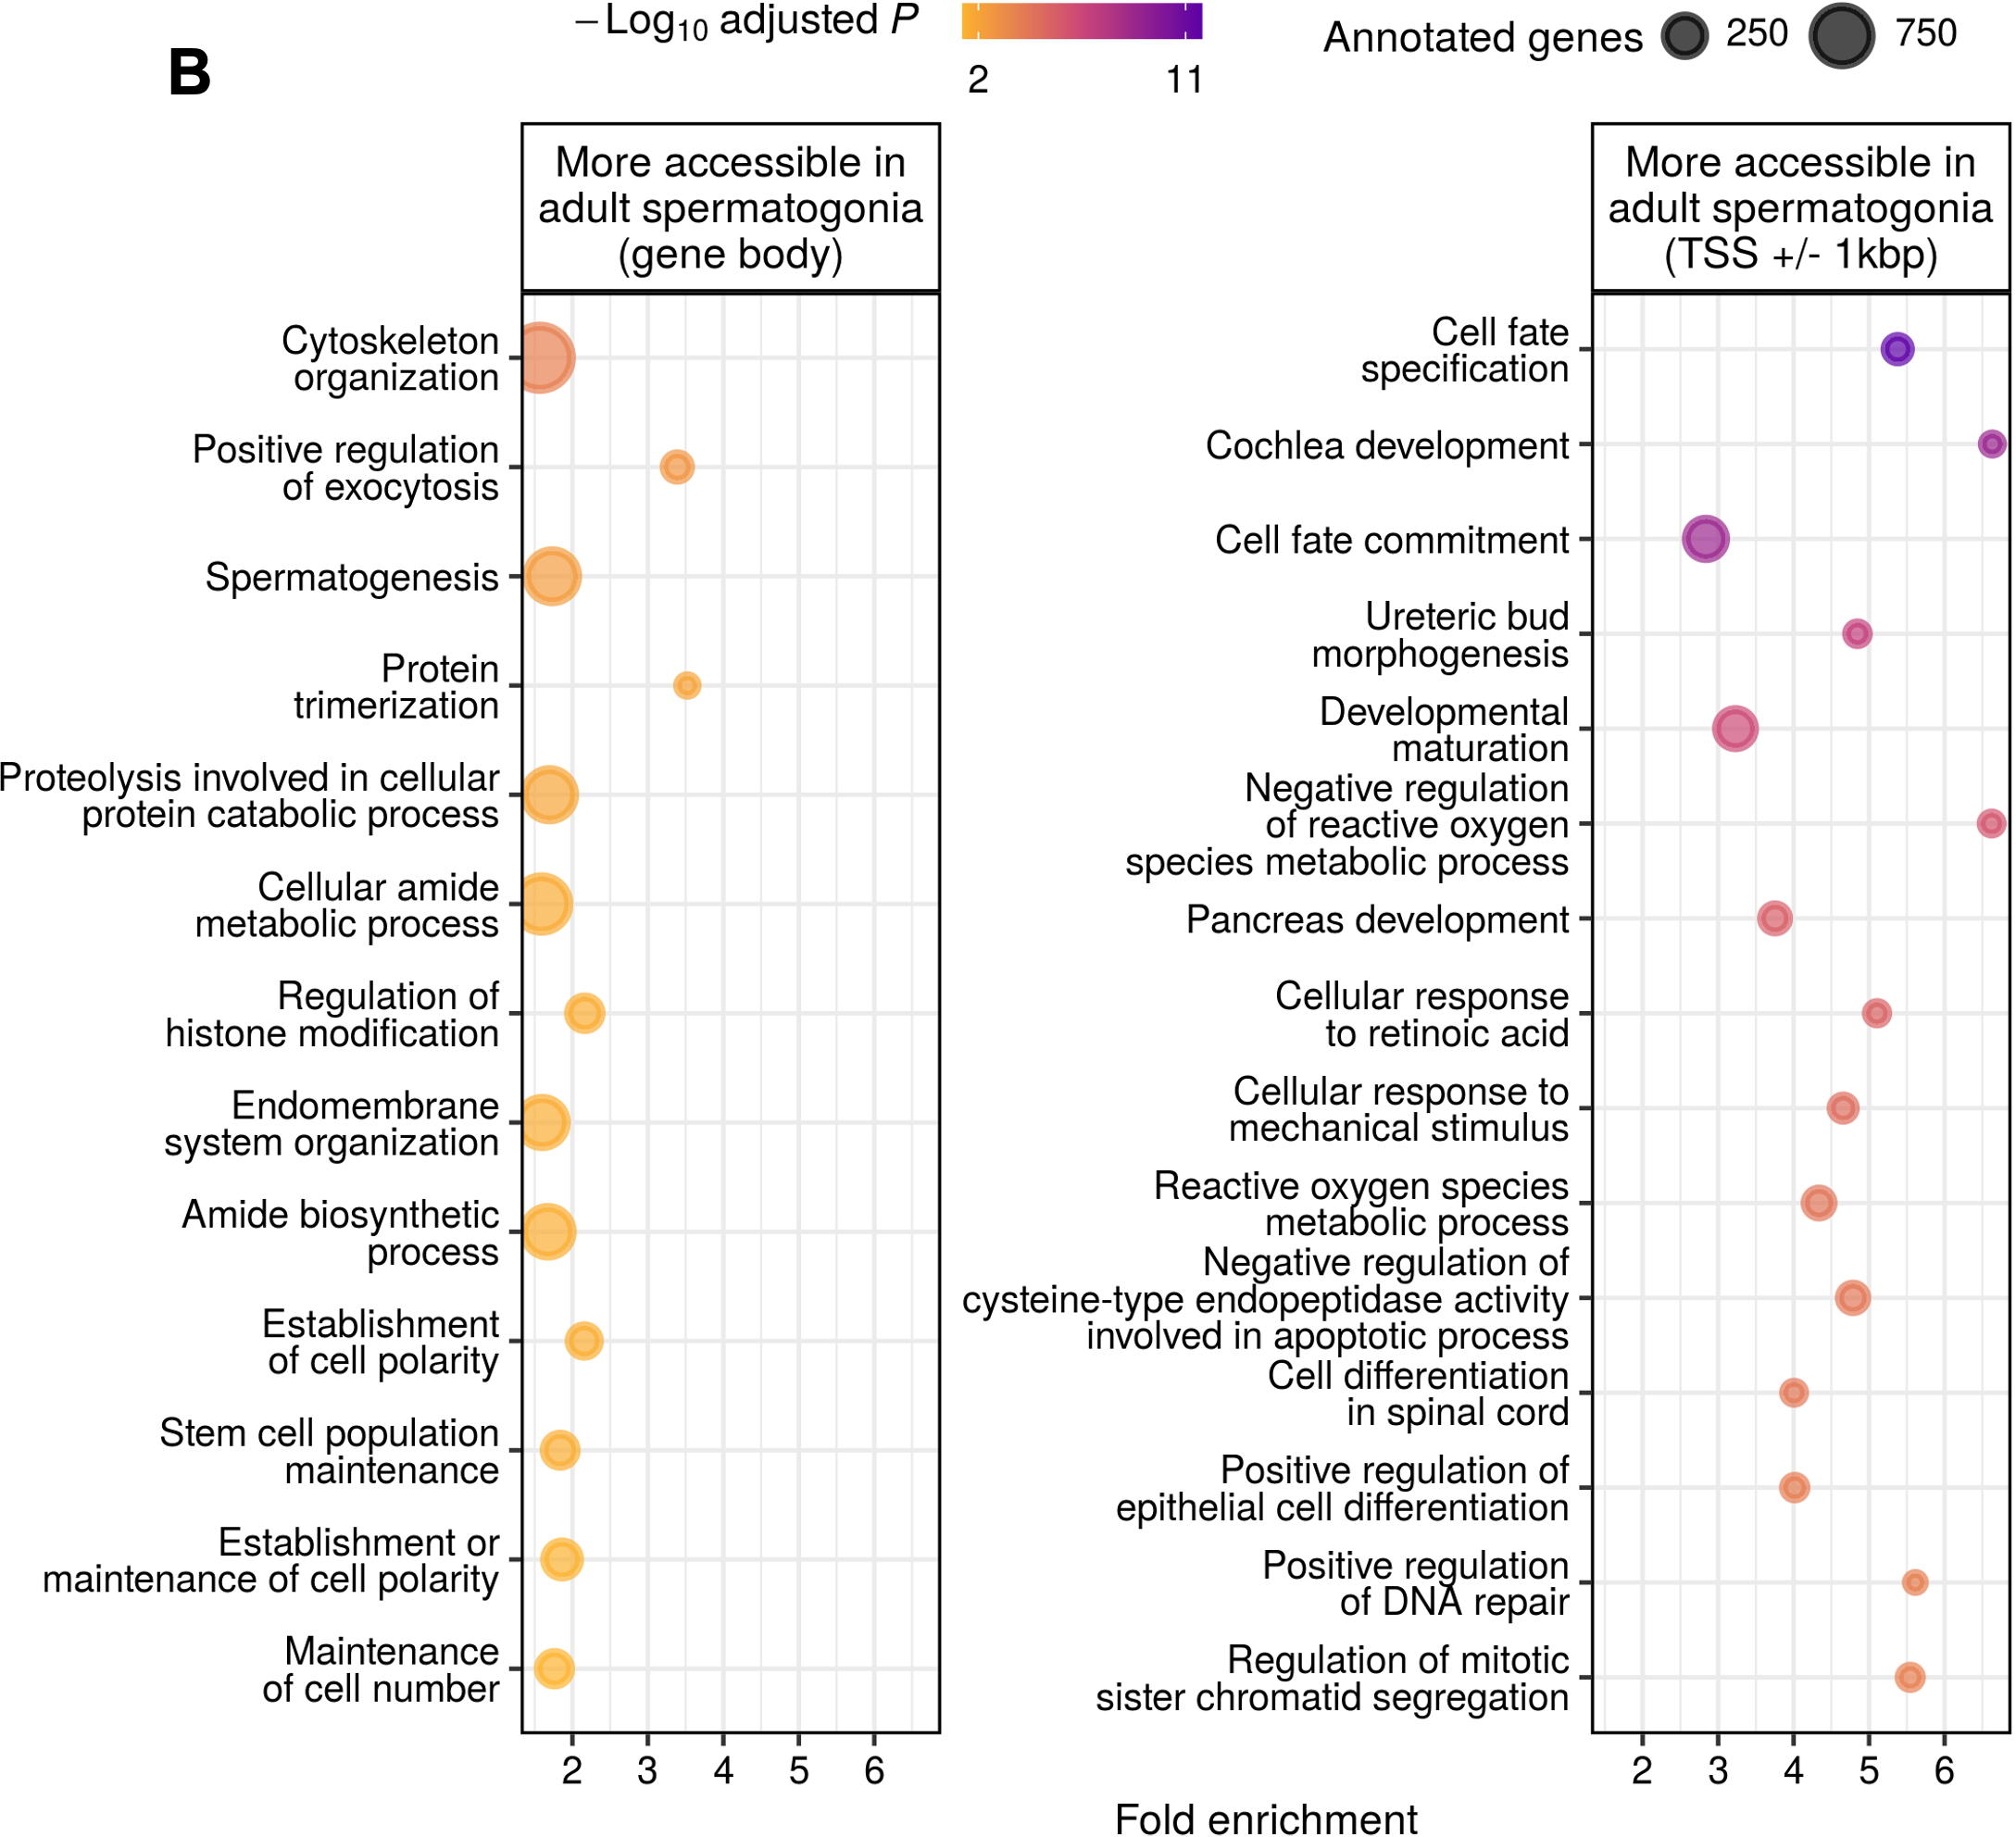 B
−Log10 adjusted P
2
11
Annotated genes
250
750
More accessible in
adult spermatogonia
(gene body)
Cytoskeleton
organization
Positive regulation
of exocytosis
Spermatogenesis
Protein
trimerization
Proteolysis involved in cellular
protein catabolic process
Cellular amide
metabolic process
Regulation of
histone modification
Endomembrane
system organization
Amide biosynthetic
process
Establishment
of cell polarity
Stem cell population
maintenance
Establishment or
maintenance of cell polarity
Maintenance
of cell number
2 3 4 5 6
More accessible in
adult spermatogonia
(TSS +/- 1kbp)
Cell fate
specification
Cochlea development
Cell fate commitment
Ureteric bud
morphogenesis
Developmental
maturation
Negative regulation
of reactive oxygen
species metabolic process
Pancreas development
Cellular response
to retinoic acid
Cellular response to
mechanical stimulus
Reactive oxygen species
metabolic process
Negative regulation of
cysteine-type endopeptidase activity
involved in apoptotic process
Cell differentiation
in spinal cord
Positive regulation of
epithelial cell differentiation
Positive regulation
of DNA repair
Regulation of mitotic
sister chromatid segregation
2 3 4 5 6
Fold enrichment